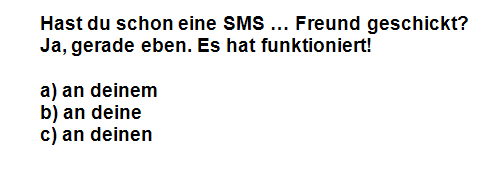 Hast du schon eine SMS … Freund geschickt?
Ja, gerade eben. Es hat funktioniert!
a) an deinem
b) an deine
c) an deinen